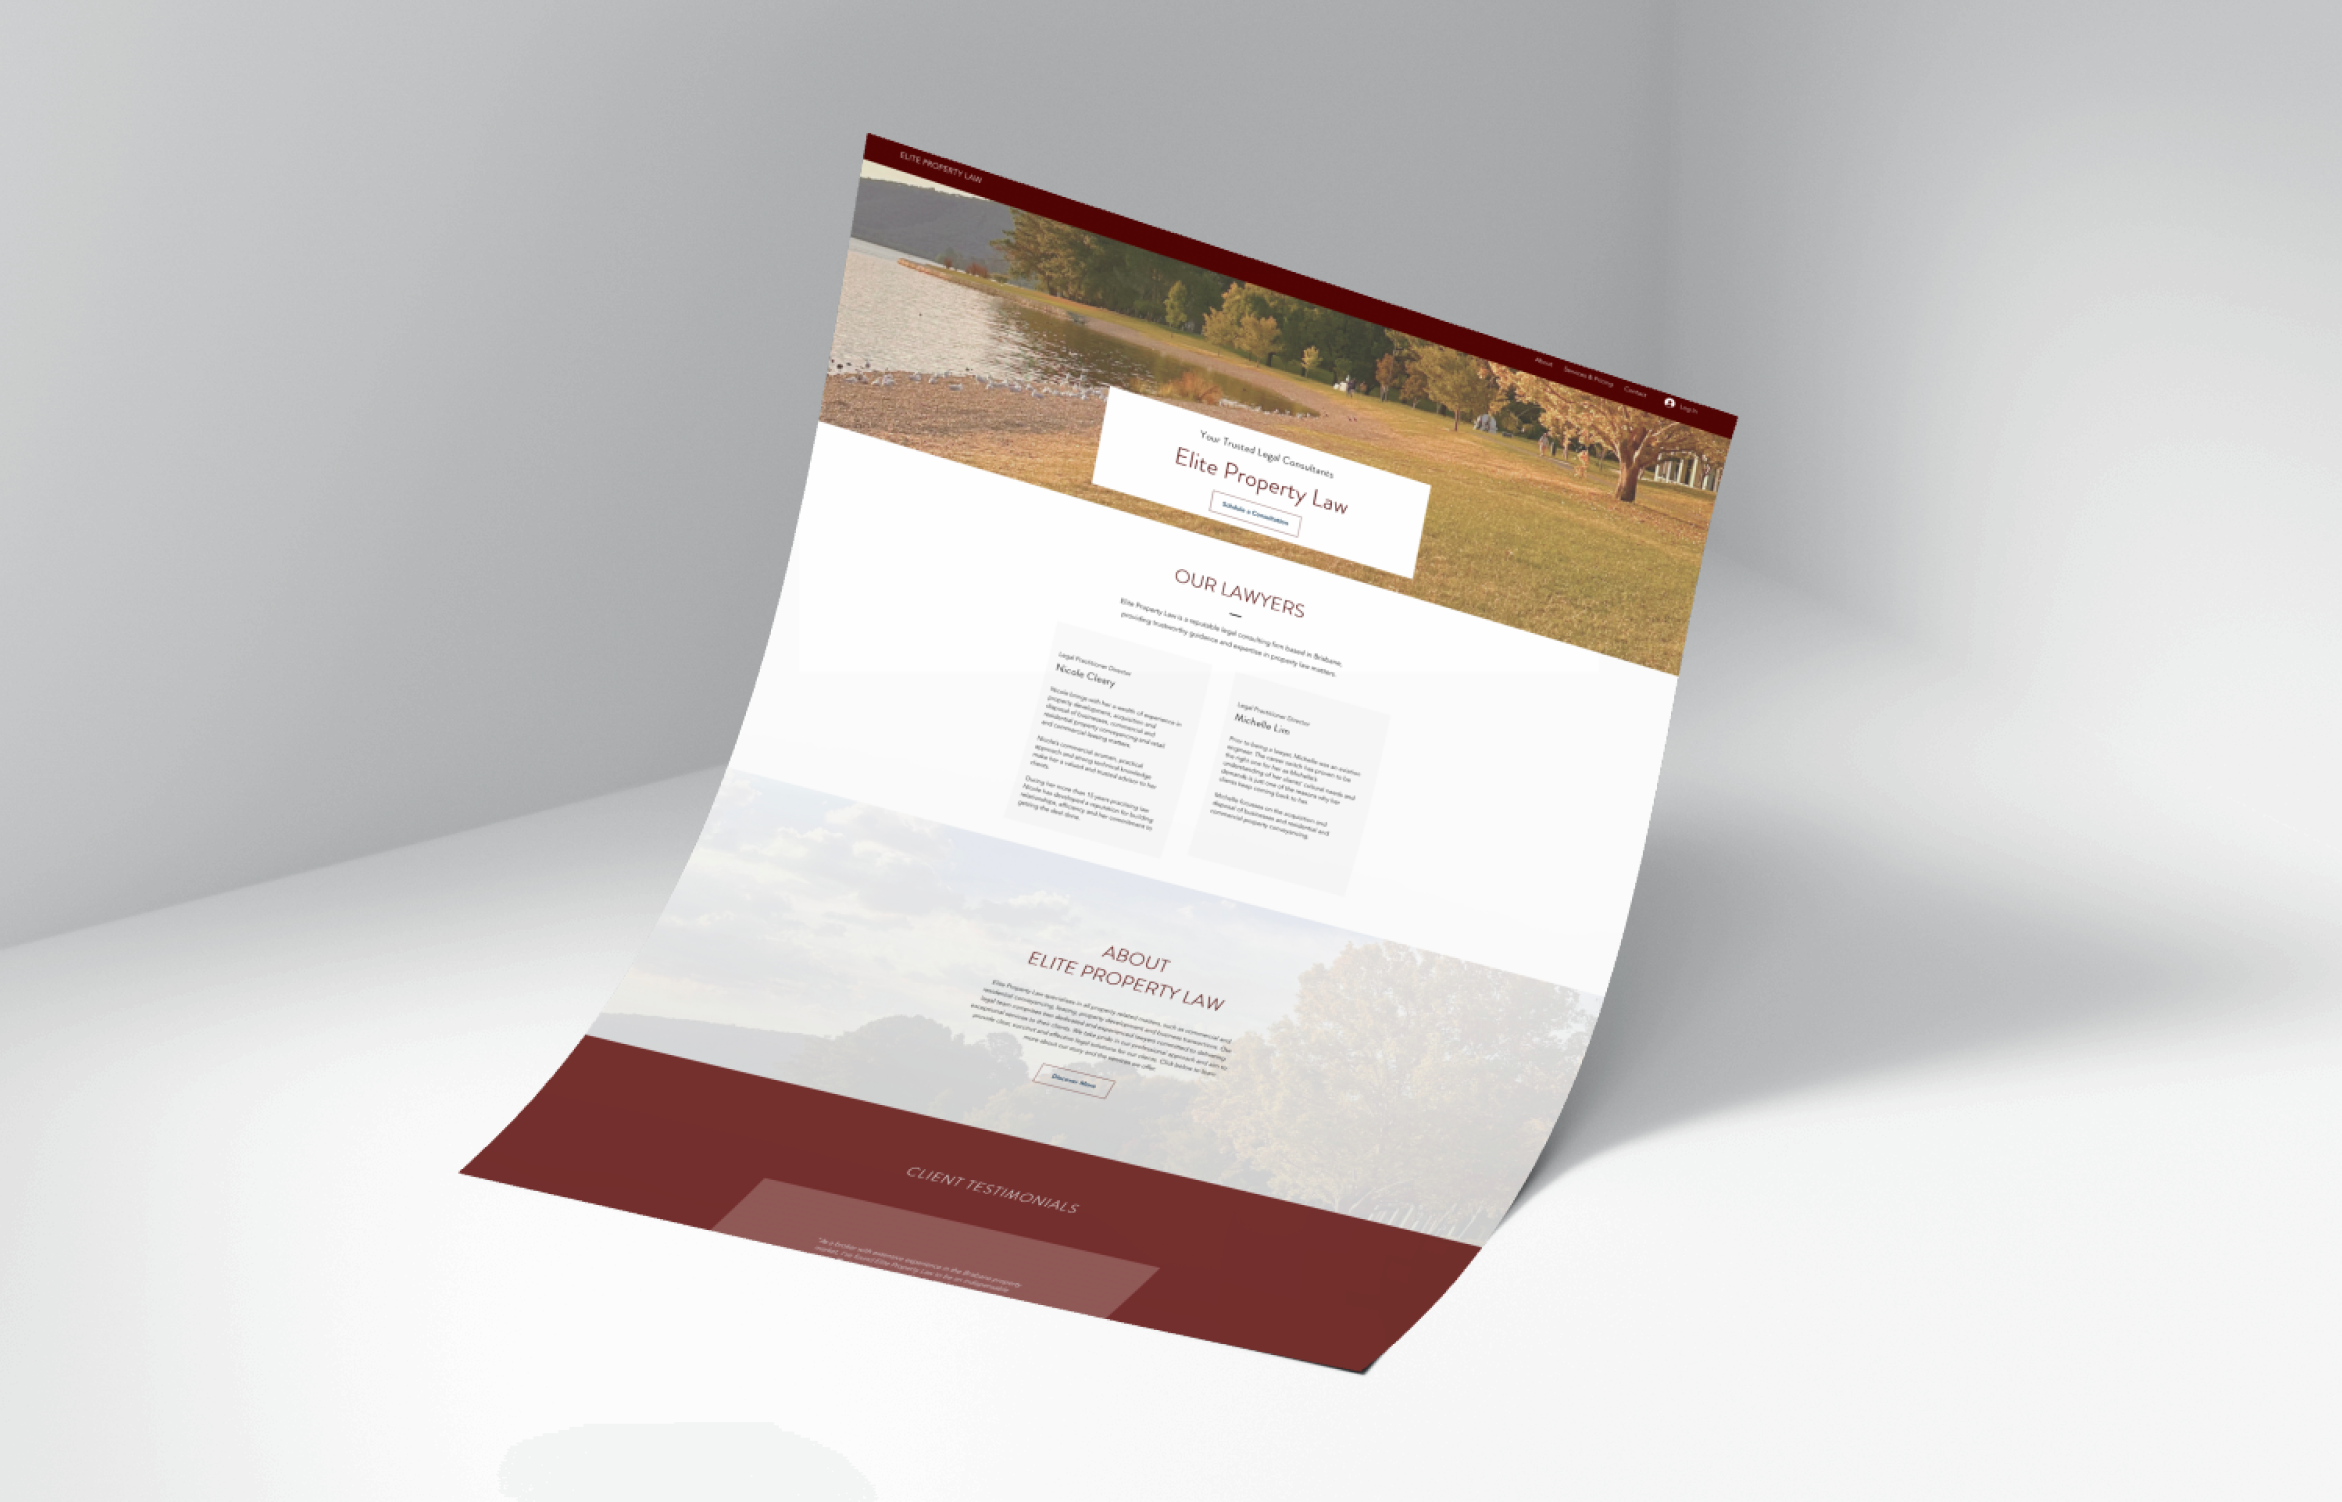 ELITE PROPERTY LAW
About
Services & Pricing
Contact
Log In
Your Trusted Legal Consultants
Elite Property Law
Schdule a Consultation
OUR LAWYERS
Elite Property Law is a reputable legal consulting firm based in Brisbane,
providing trustworthy guidance and expertise in property law matters.
Legal Practitioner Director
Nicole Cleary
Nicole brings with her a wealth of experience in
property development, acquisition and
disposal of businesses, commercial and
residential property conveyancing and retail
and commercial leasing matters.
Nicole's commercial acumen, practical
approach and strong technical knowledge
make her a valued and trusted advisor to her
clients.
During her more than 15 years practising law
Nicole has developed a reputation for building
relationships, efficiency and her commitment to
getting the deal done.
Legal Practitioner Director
Michelle Lim
Prior to being a lawyer, Michelle was an aviation
engineer. The career switch has proven to be
the right one for her as Michelle's
understanding of her clients' cultural needs and
demands is just one of the reasons why her
clients keep coming back to her.
Michelle focusses on the acquisition and
disposal of businesses and residential and
commercial property conveyancing.
ABOUT
ELITE PROPERTY LAW
Elite Property Law specialises in all property related matters, such as commercial and
residential conveyancing, leasing, property development and business transactions. Our
legal team comprises two dedicated and experienced lawyers committed to delivering
exceptional services to their clients. We take pride in our professional approach and aim to
provide clear, succinct and effective legal solutions for our clients. Click below to learn
more about our story and the services we offer.
Discover More
CLIENT TESTIMONIALS
"As a broker with extensive experience in the Brisbane property
market, I've found Elite Property Law to be an indispensable